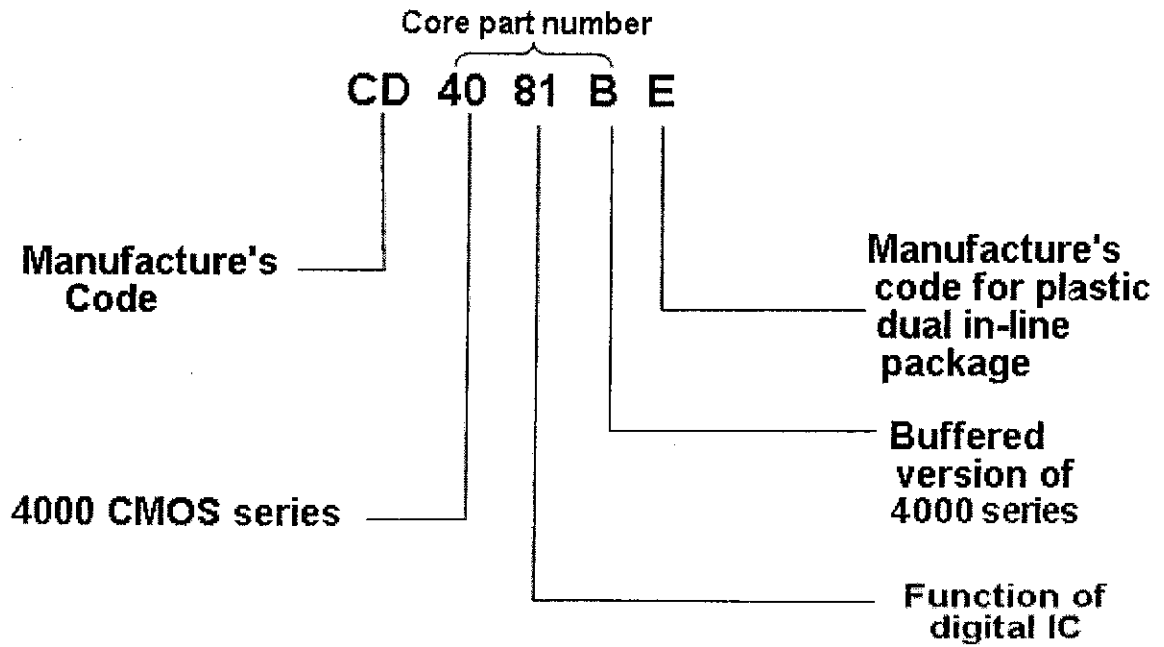 Core part number
CD 40 81 B E
Manufacture's
Code
Manufacture's
code for plastic
dual in-line
package
Buffered
version of
4000 series
4000 CMOS series
Function of
digital IC